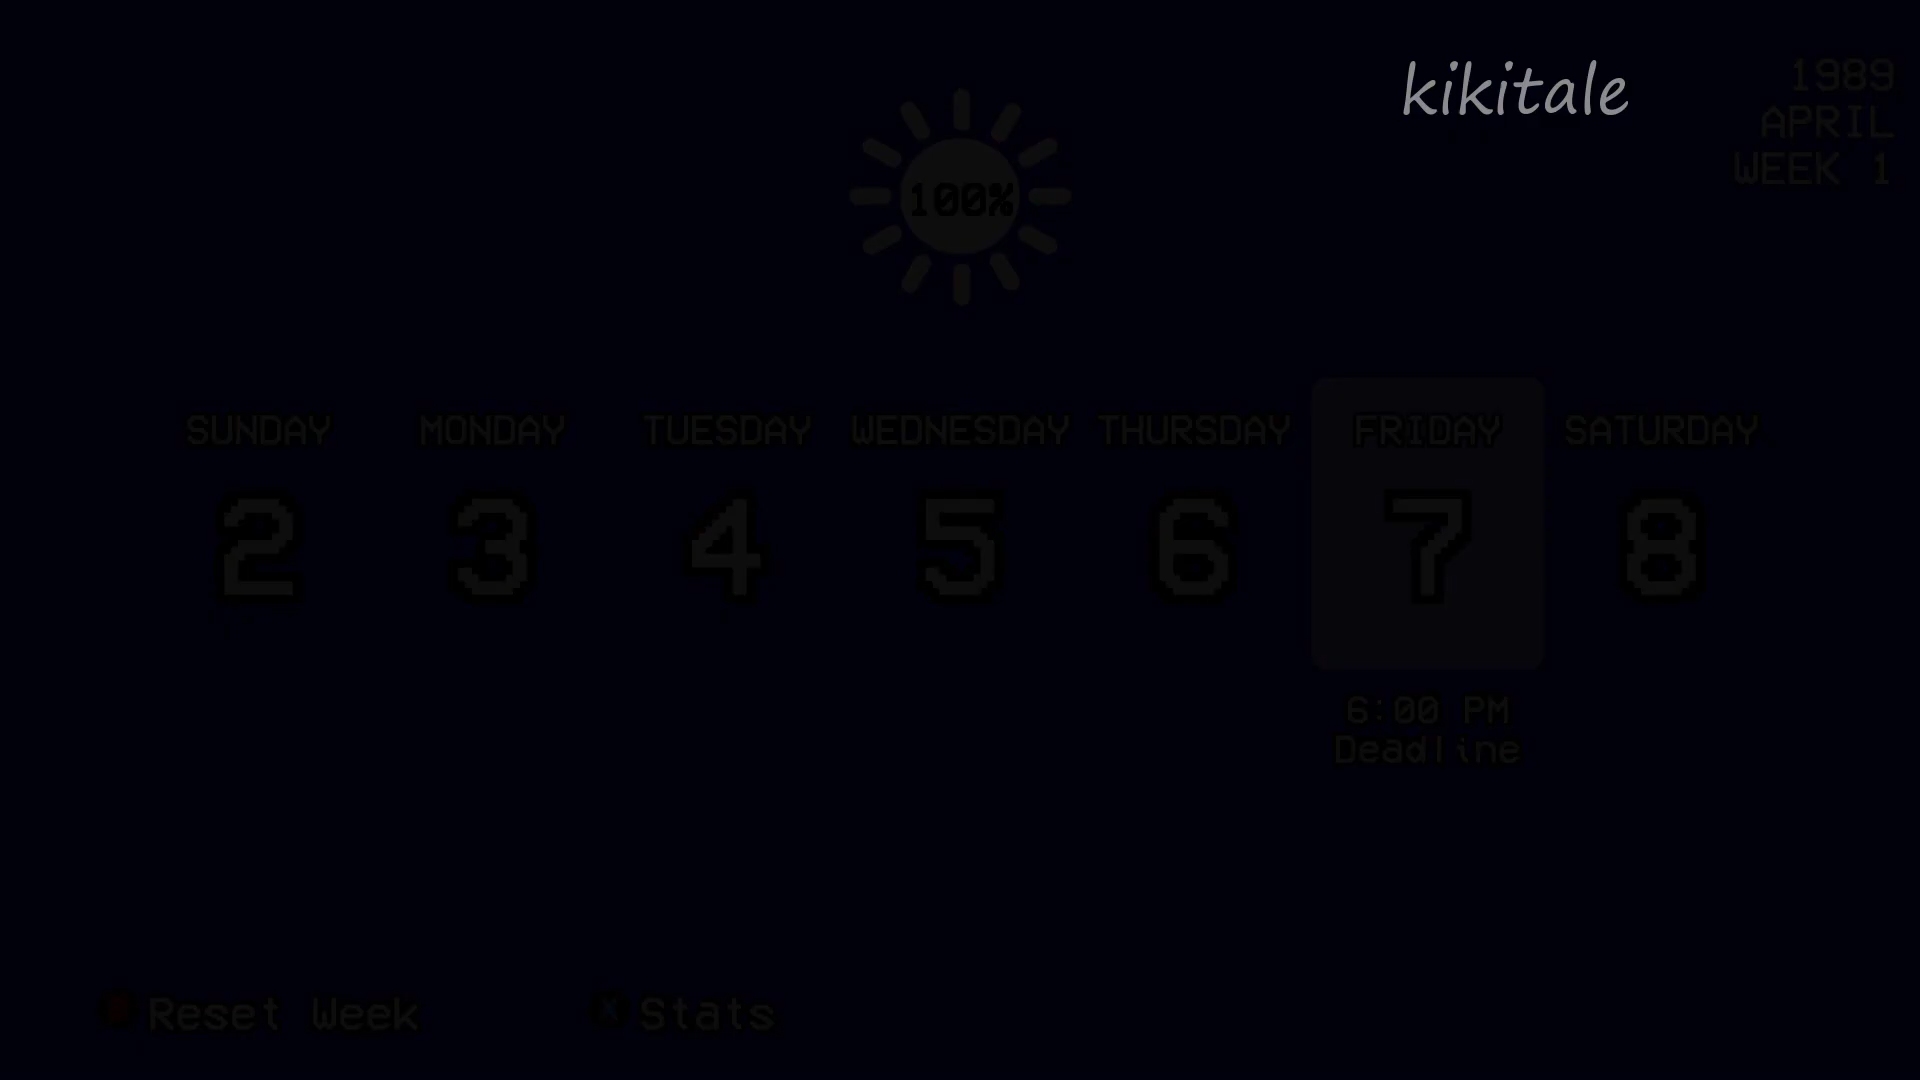 kikitale
1989
APRIL
WEEK 1
100%
SUNDAY MONDAY TUESDAY WEDNESDAY THURSDAY FRIDAY SATURDAY
2 3 4 5 6 7 8
6:00 PM
Deadline
Reset Week X Stats